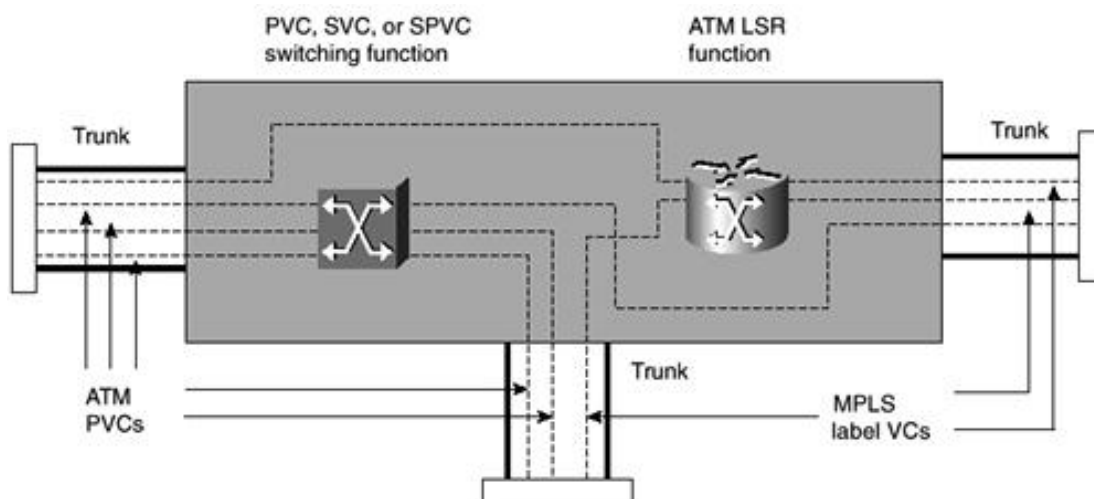 PVC, SVC, or SPVC
switching function
ATM LSR
function
Trunk
Trunk
Trunk
ATM
PVCs
MPLS
label VCs